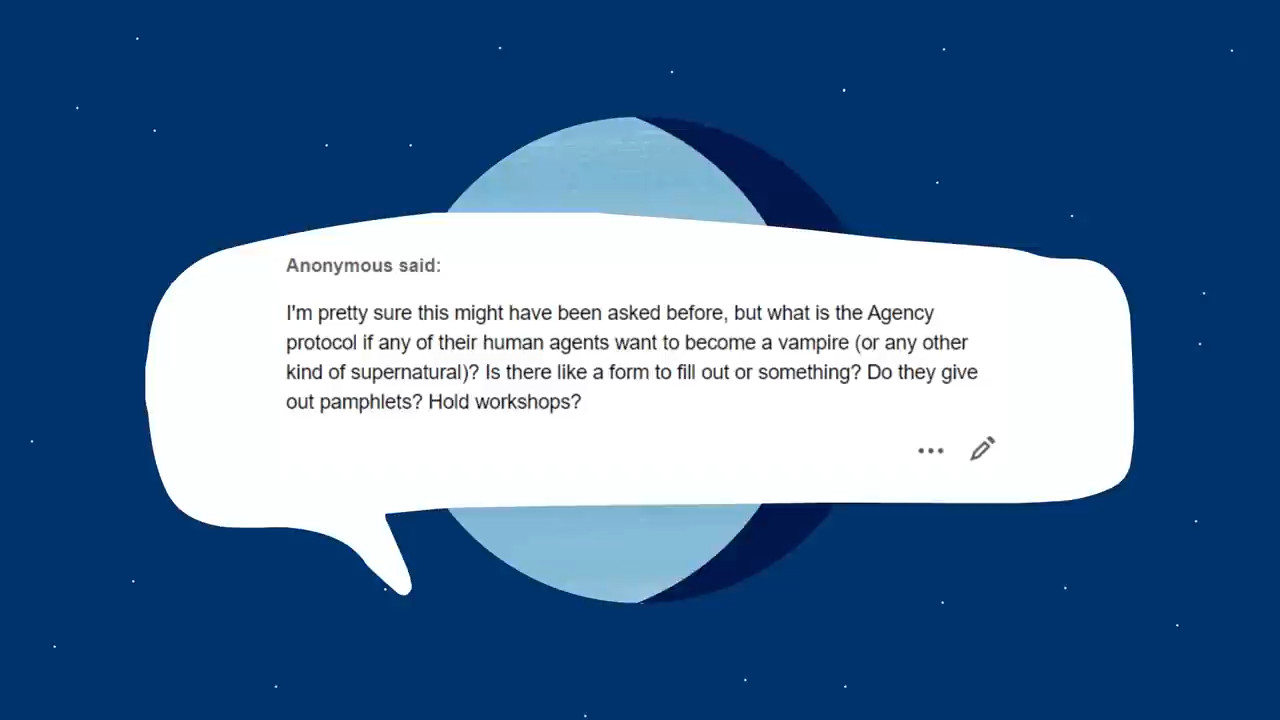 Anonymous said:
I'm pretty sure this might have been asked before, but what is the Agency
protocol if any of their human agents want to become a vampire (or any other
kind of supernatural)? Is there like a form to fill out or something? Do they give
out pamphlets? Hold workshops?